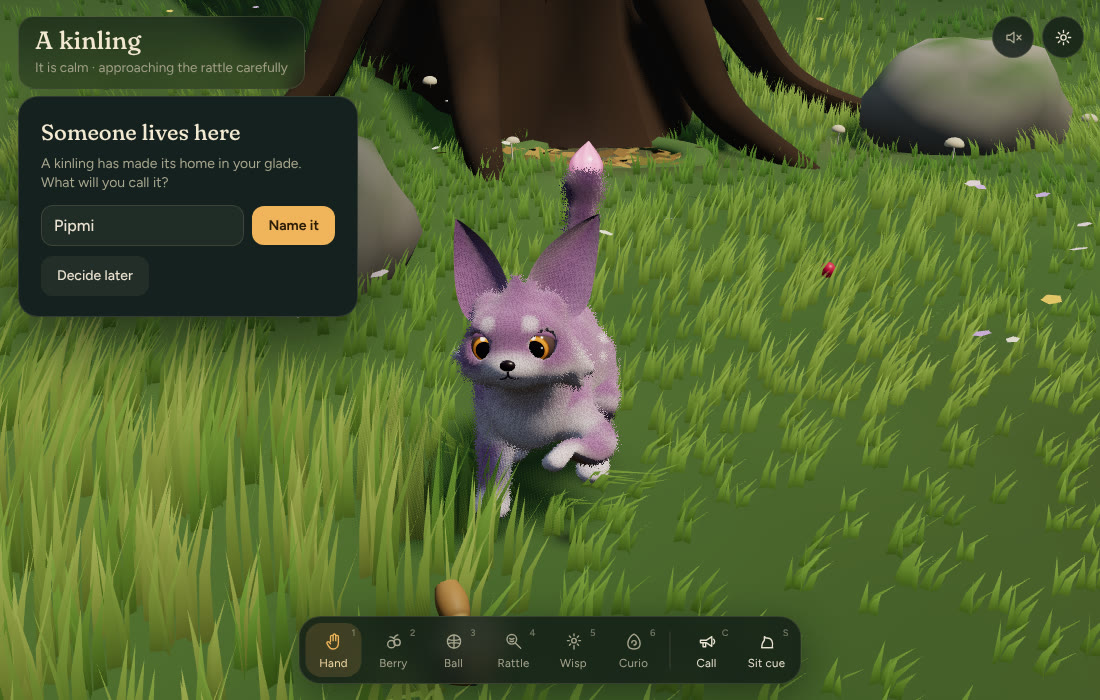 A kinling
It is calm · approaching the rattle carefully
Someone lives here
A kinling has made its home in your glade.
What will you call it?
Pipmi
Name it
Decide later
1 2 3 4 5 6 C S
Hand Berry Ball Rattle Wisp Curio Call Sit cue